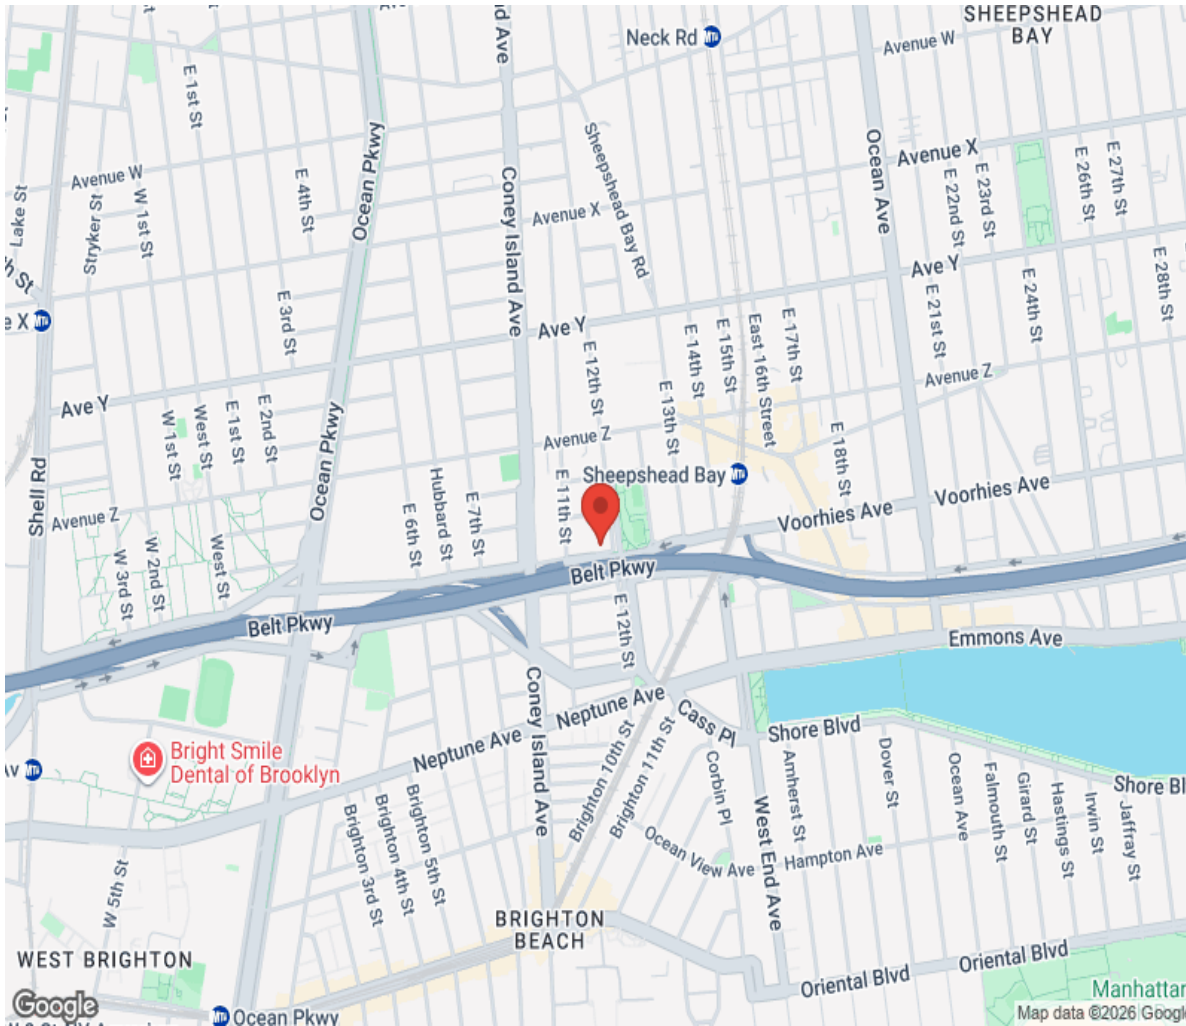 SHEEPSHEAD
BAY
Neck Rd
Avenue W
E 1st St
Ocean Pkwy
Coney Island Ave
Sheepshead Bay Rd
Ocean Ave
Avenue X
E 27th St
E 26th St
E 23rd St
E 22nd St
Avenue W
E 4th St
W 1st St
Stryker St
Lake St
Avenue X
Ave Y
E 28th St
E 24th St
E 21st St
E 3rd St
Ave Y
E 12th St
E 14th St
E 15th St
East 16th Street
E 17th St
Avenue Z
Ave Y
W 1st St
West St
E 1st St
E 2nd St
Ocean Pkwy
Avenue Z
E 13th St
E 18th St
Shell Rd
Sheepshead Bay
E 11th St
Hubbard St
E 7th St
E 6th St
Voorhies Ave
Voorhies Ave
Avenue Z
W 3rd St
W 2nd St
West St
Belt Pkwy
E 12th St
Belt Pkwy
Emmons Ave
Coney Island Ave
Neptune Ave
Neptune Ave
Cass Pl
Shore Blvd
Bright Smile
Dental of Brooklyn
Brighton 10th St
Brighton 11th St
Corbin Pl
Amherst St
West End Ave
Dover St
Ocean Ave
Falmouth St
Girard St
Hastings St
Irwin St
Jaffray St
Shore Bl
Brighton 3rd St
Brighton 4th St
Brighton 5th St
Ocean View Ave
Hampton Ave
W 5th St
BRIGHTON
BEACH
WEST BRIGHTON
Oriental Blvd
Oriental Blvd
Manhattan
Google
Ocean Pkwy
Map data ©2026 Google